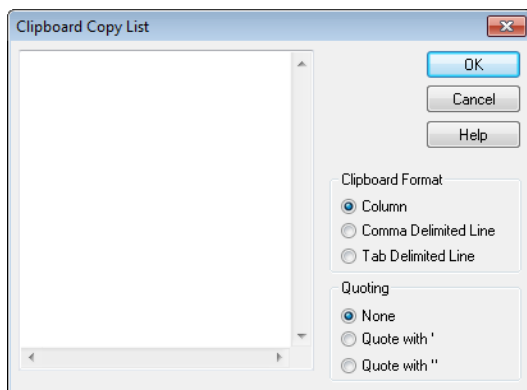 Clipboard Copy List
OK
Cancel
Help
Clipboard Format
Column
Comma Delimited Line
Tab Delimited Line
Quoting
None
Quote with '
Quote with "